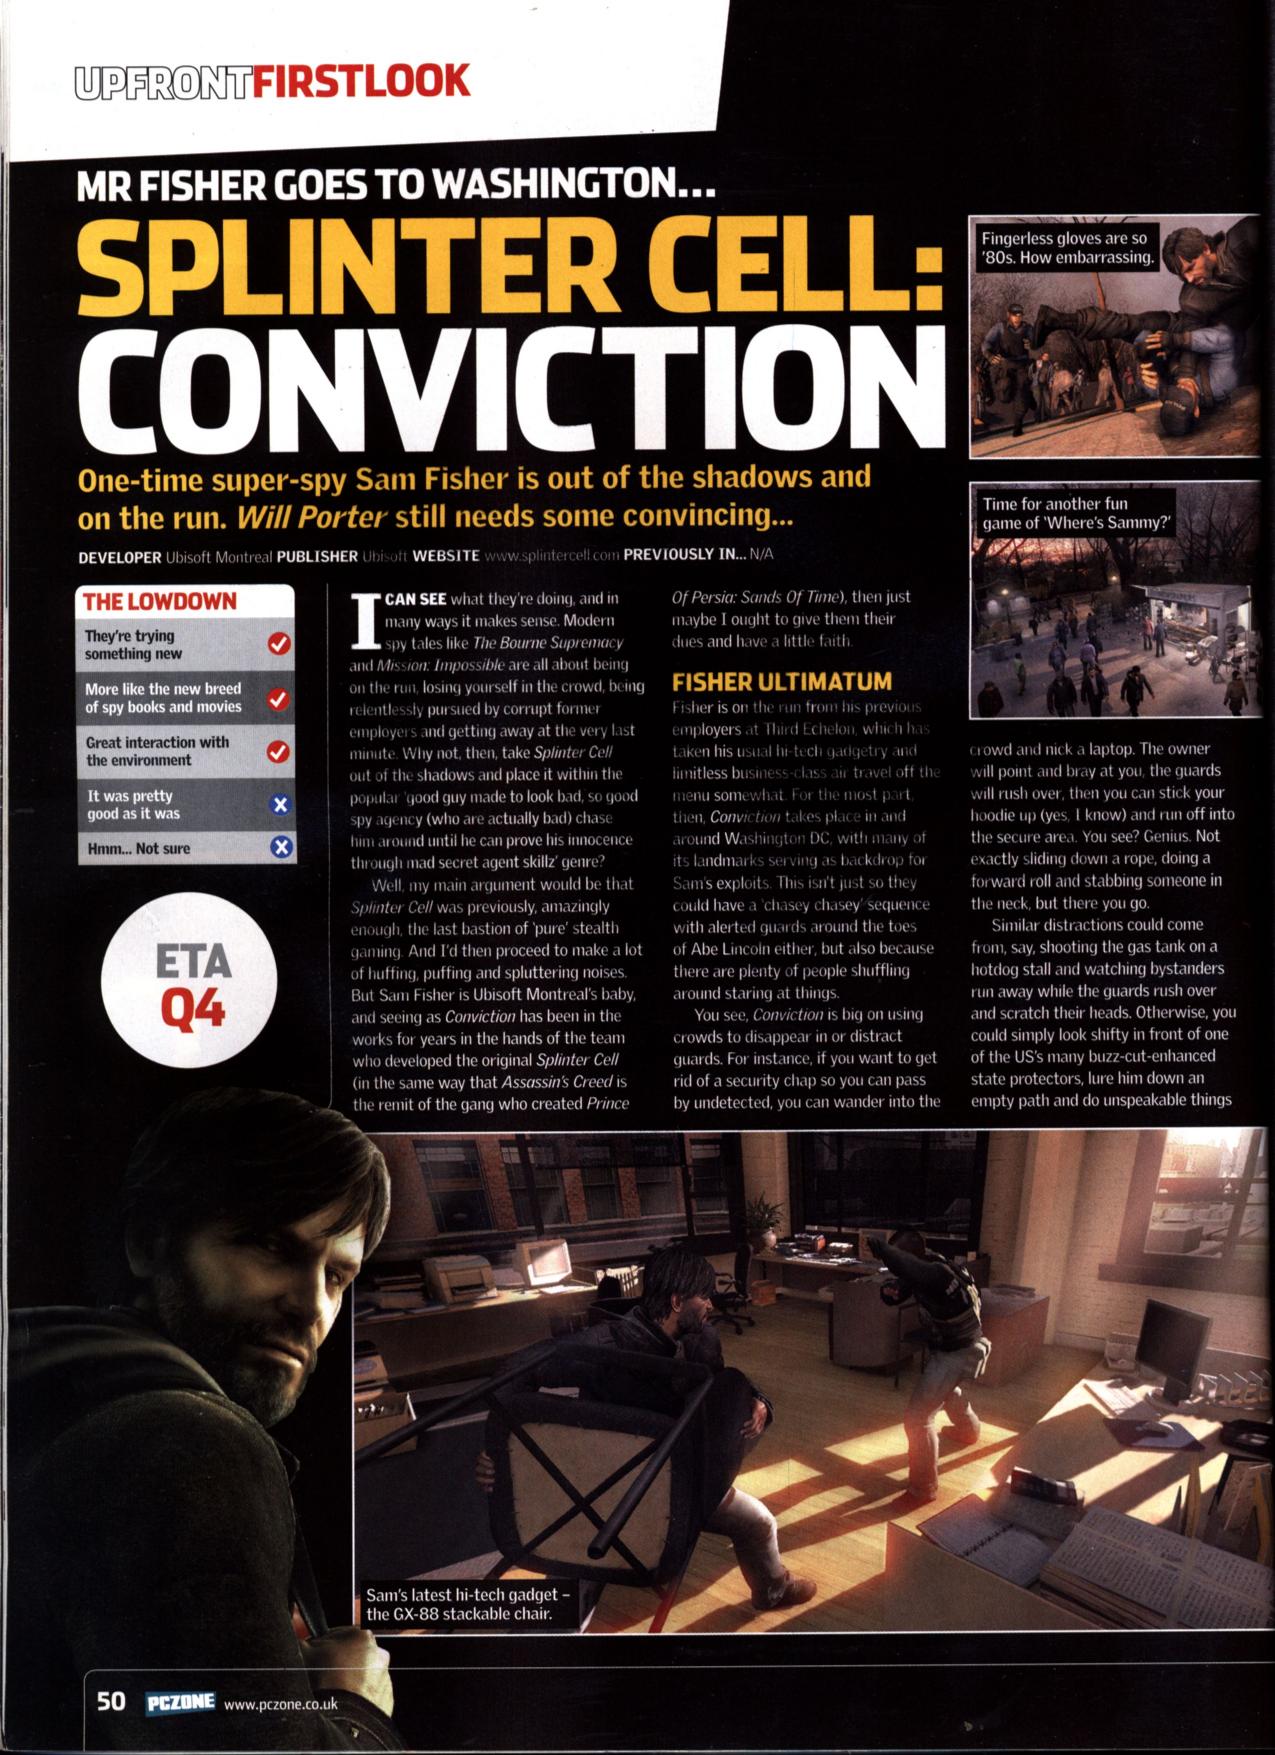 UPFRONTFIRSTLOOK
MR FISHER GOES TO WASHINGTON...
SPLINTER CELL:
CONVICTION
One-time super-spy Sam Fisher is out of the shadows and
on the run. Will Porter still needs some convincing...
DEVELOPER Ubisoft Montreal PUBLISHER Ubisoft WEBSITE www.splintercell.com PREVIOUSLY IN... N/A
THE LOWDOWN
They're trying
something new
More like the new breed
of spy books and movies
Great interaction with
the environment
It was pretty
good as it was
Hmm... Not sure
ETA
Q4
I CAN SEE what they're doing, and in
many ways it makes sense. Modern
spy tales like The Bourne Supremacy
and Mission: Impossible are all about being
on the run, losing yourself in the crowd, being
relentlessly pursued by corrupt former
employers and getting away at the very last
minute. Why not, then, take Splinter Cell
out of the shadows and place it within the
popular 'good guy made to look bad, so good
spy agency (who are actually bad) chase
him around until he can prove his innocence
through mad secret agent skillz' genre?
Well, my main argument would be that
Splinter Cell was previously, amazingly
enough, the last bastion of 'pure' stealth
gaming. And I'd then proceed to make a lot
of huffing, puffing and spluttering noises.
But Sam Fisher is Ubisoft Montreal's baby,
and seeing as Conviction has been in the
works for years in the hands of the team
who developed the original Splinter Cell
(in the same way that Assassin's Creed is
the remit of the gang who created Prince
Of Persia: Sands Of Time), then just
maybe I ought to give them their
dues and have a little faith.
FISHER ULTIMATUM
Fisher is on the run from his previous
employers at Third Echelon, which has
taken his usual hi-tech gadgetry and
limitless business-class air travel off the
menu somewhat. For the most part,
then, Conviction takes place in and
around Washington DC, with many of
its landmarks serving as backdrop for
Sam's exploits. This isn't just so they
could have a 'chasey chasey' sequence
with alerted guards around the toes
of Abe Lincoln either, but also because
there are plenty of people shuffling
around staring at things.
You see, Conviction is big on using
crowds to disappear in or distract
guards. For instance, if you want to get
rid of a security chap so you can pass
by undetected, you can wander into the
Fingerless gloves are so
'80s. How embarrassing.
Time for another fun
game of 'Where's Sammy?'
crowd and nick a laptop. The owner
will point and bray at you, the guards
will rush over, then you can stick your
hoodie up (yes, I know) and run off into
the secure area. You see? Genius. Not
exactly sliding down a rope, doing a
forward roll and stabbing someone in
the neck, but there you go.
Similar distractions could come
from, say, shooting the gas tank on a
hotdog stall and watching bystanders
run away while the guards rush over
and scratch their heads. Otherwise, you
could simply look shifty in front of one
of the US's many buzz-cut-enhanced
state protectors, lure him down an
empty path and do unspeakable things
Sam's latest hi-tech gadget –
the GX-88 stackable chair.
50 PCZONE www.pczone.co.uk